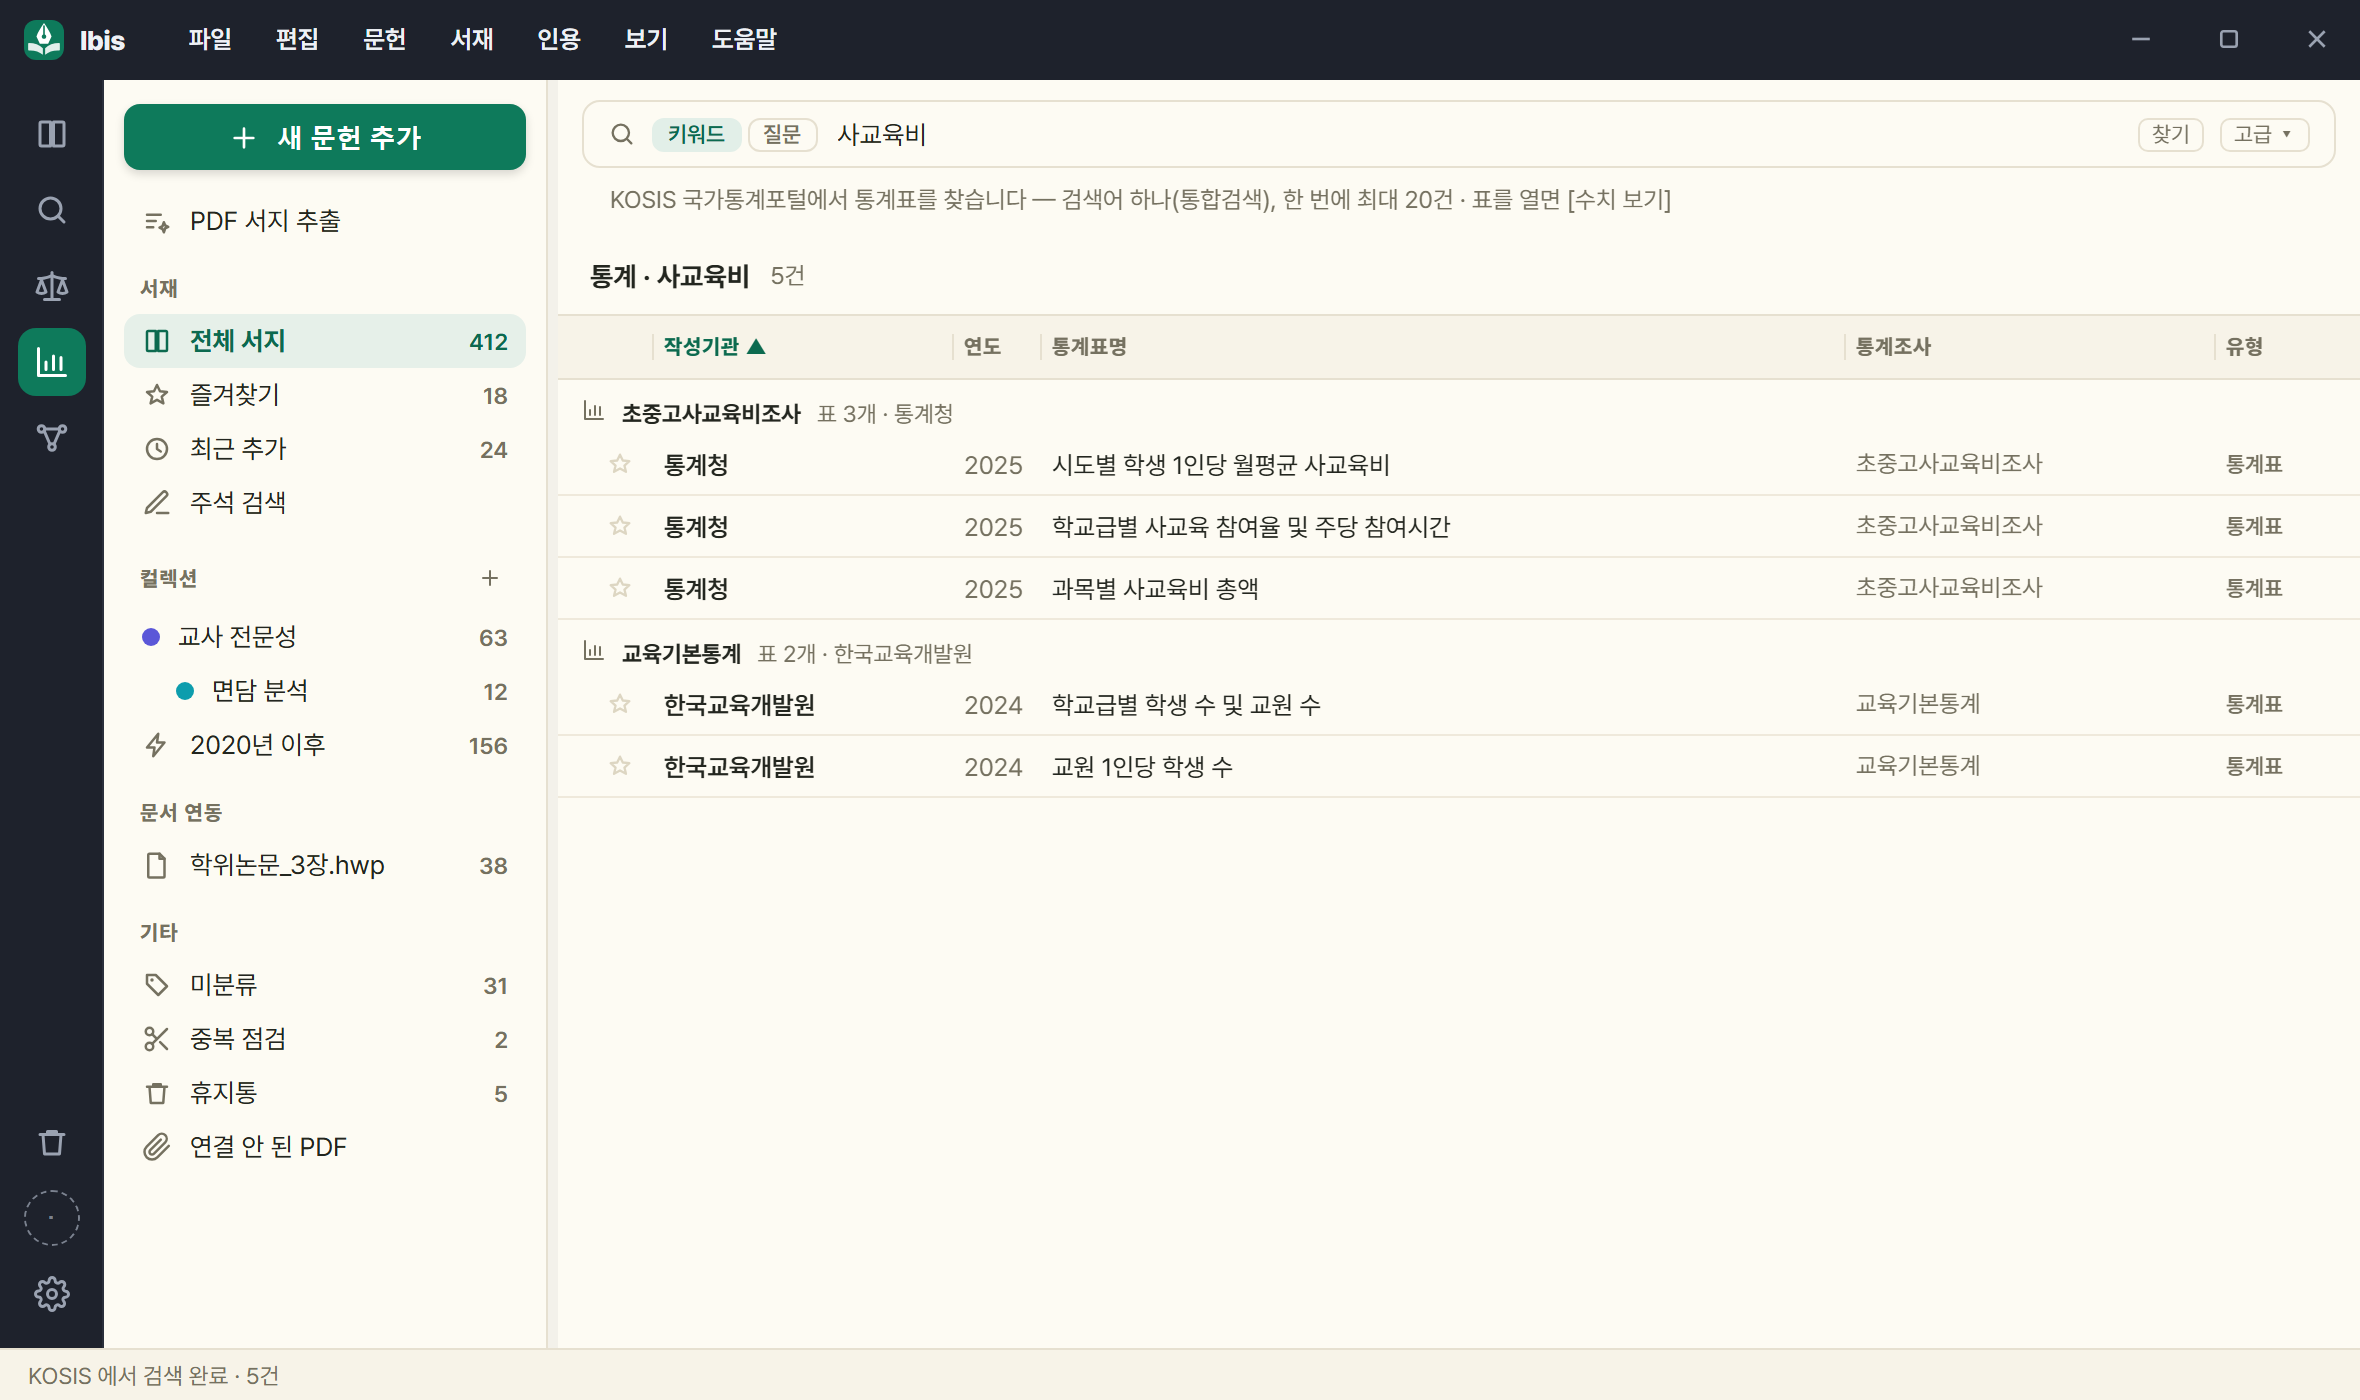 Ibis 파일 편집 문헌 서재 인용 보기 도움말
+ 새 문헌 추가
PDF 서지 추출
서재
전체 서지 412
즐겨찾기 18
최근 추가 24
주석 검색
컬렉션 +
교사 전문성 63
면담 분석 12
2020년 이후 156
문서 연동
학위논문_3장.hwp 38
기타
미분류 31
중복 점검 2
휴지통 5
연결 안 된 PDF
키워드 질문 사교육비 찾기 고급 ▼
KOSIS 국가통계포털에서 통계표를 찾습니다 — 검색어 하나(통합검색), 한 번에 최대 20건 · 표를 열면 [수치 보기]
통계 · 사교육비 5건
작성기관 ▲ 연도 통계표명 통계조사 유형
초중고사교육비조사 표 3개 · 통계청
통계청 2025 시도별 학생 1인당 월평균 사교육비 초중고사교육비조사 통계표
통계청 2025 학교급별 사교육 참여율 및 주당 참여시간 초중고사교육비조사 통계표
통계청 2025 과목별 사교육비 총액 초중고사교육비조사 통계표
교육기본통계 표 2개 · 한국교육개발원
한국교육개발원 2024 학교급별 학생 수 및 교원 수 교육기본통계 통계표
한국교육개발원 2024 교원 1인당 학생 수 교육기본통계 통계표
KOSIS 에서 검색 완료 · 5건